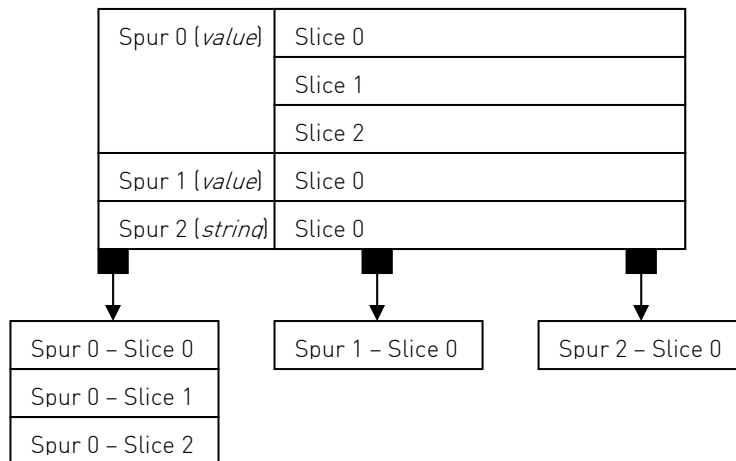 Spur 0 (value) Slice 0
Slice 1
Slice 2
Spur 1 (value) Slice 0
Spur 2 (string) Slice 0
Spur 0 – Slice 0 Spur 1 – Slice 0 Spur 2 – Slice 0
Spur 0 – Slice 1
Spur 0 – Slice 2